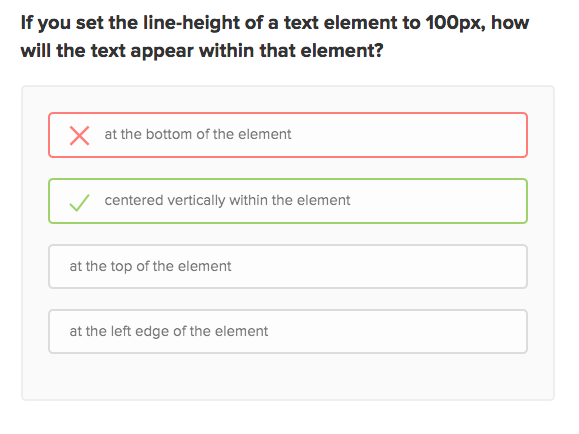 If you set the line-height of a text element to 100px, how
will the text appear within that element?
at the bottom of the element
centered vertically within the element
at the top of the element
at the left edge of the element